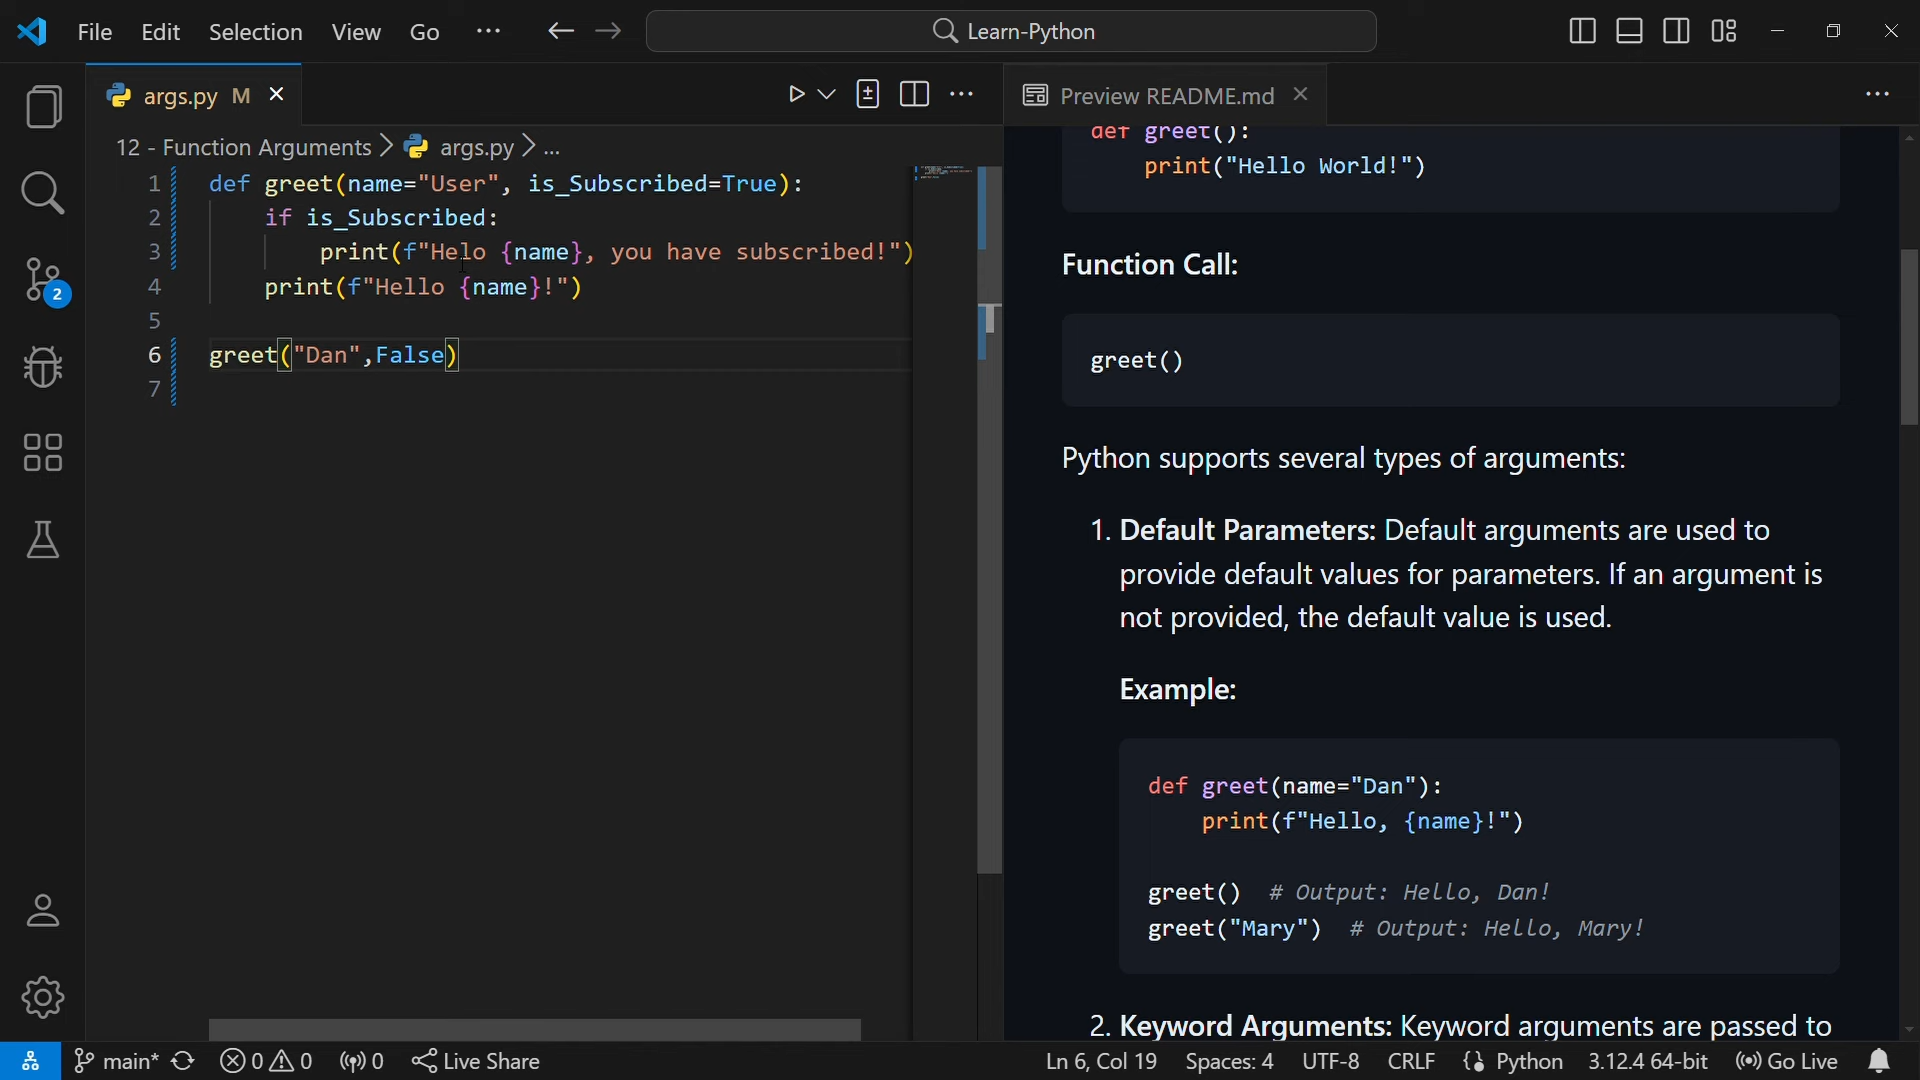 File Edit Selection View Go ··· Learn-Python
args.py M
Preview README.md
12 - Function Arguments > args.py > ...
1 def greet(name="User", is_Subscribed=True):
2 if is_Subscribed:
3 print(f"Helo {name}, you have subscribed!")
4 print(f"Hello {name}!")
5
6 greet("Dan",False)
7
2
def greet():
print("Hello World!")
Function Call:
greet()
Python supports several types of arguments:
1. Default Parameters: Default arguments are used to
provide default values for parameters. If an argument is
not provided, the default value is used.
Example:
def greet(name="Dan"):
print(f"Hello, {name}!")
greet() # Output: Hello, Dan!
greet("Mary") # Output: Hello, Mary!
2. Keyword Arguments: Keyword arguments are passed to
main* 0 0 0 Live Share Ln 6, Col 19 Spaces: 4 UTF-8 CRLF {} Python 3.12.4 64-bit Go Live